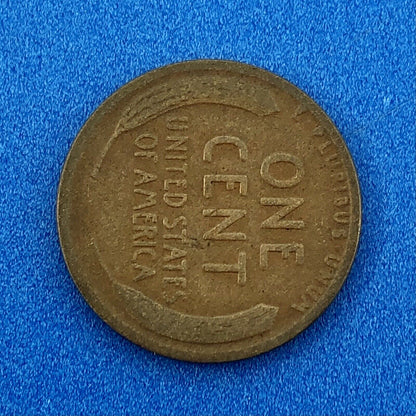 E PLURIBUS UNUM
ONE
CENT
UNITED STATES
OF AMERICA